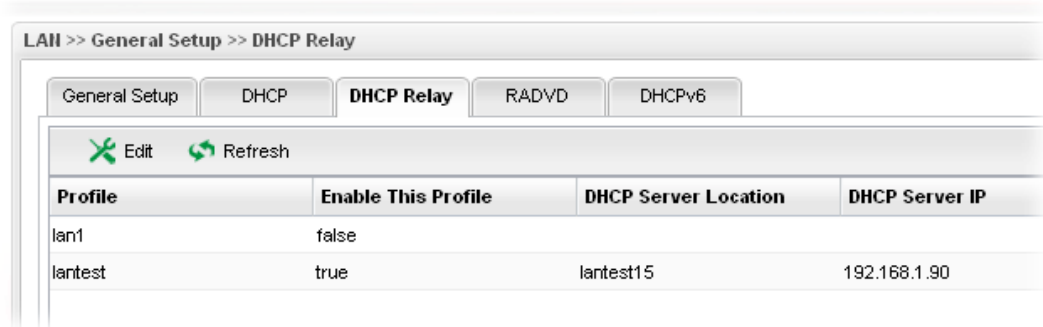 LAN >> General Setup >> DHCP Relay
General Setup DHCP DHCP Relay RADVD DHCPv6
Edit Refresh
Profile Enable This Profile DHCP Server Location DHCP Server IP
lan1 false
lantest true lantest15 192.168.1.90